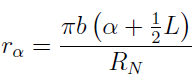 r_α = πb (α + ½L) / R_N